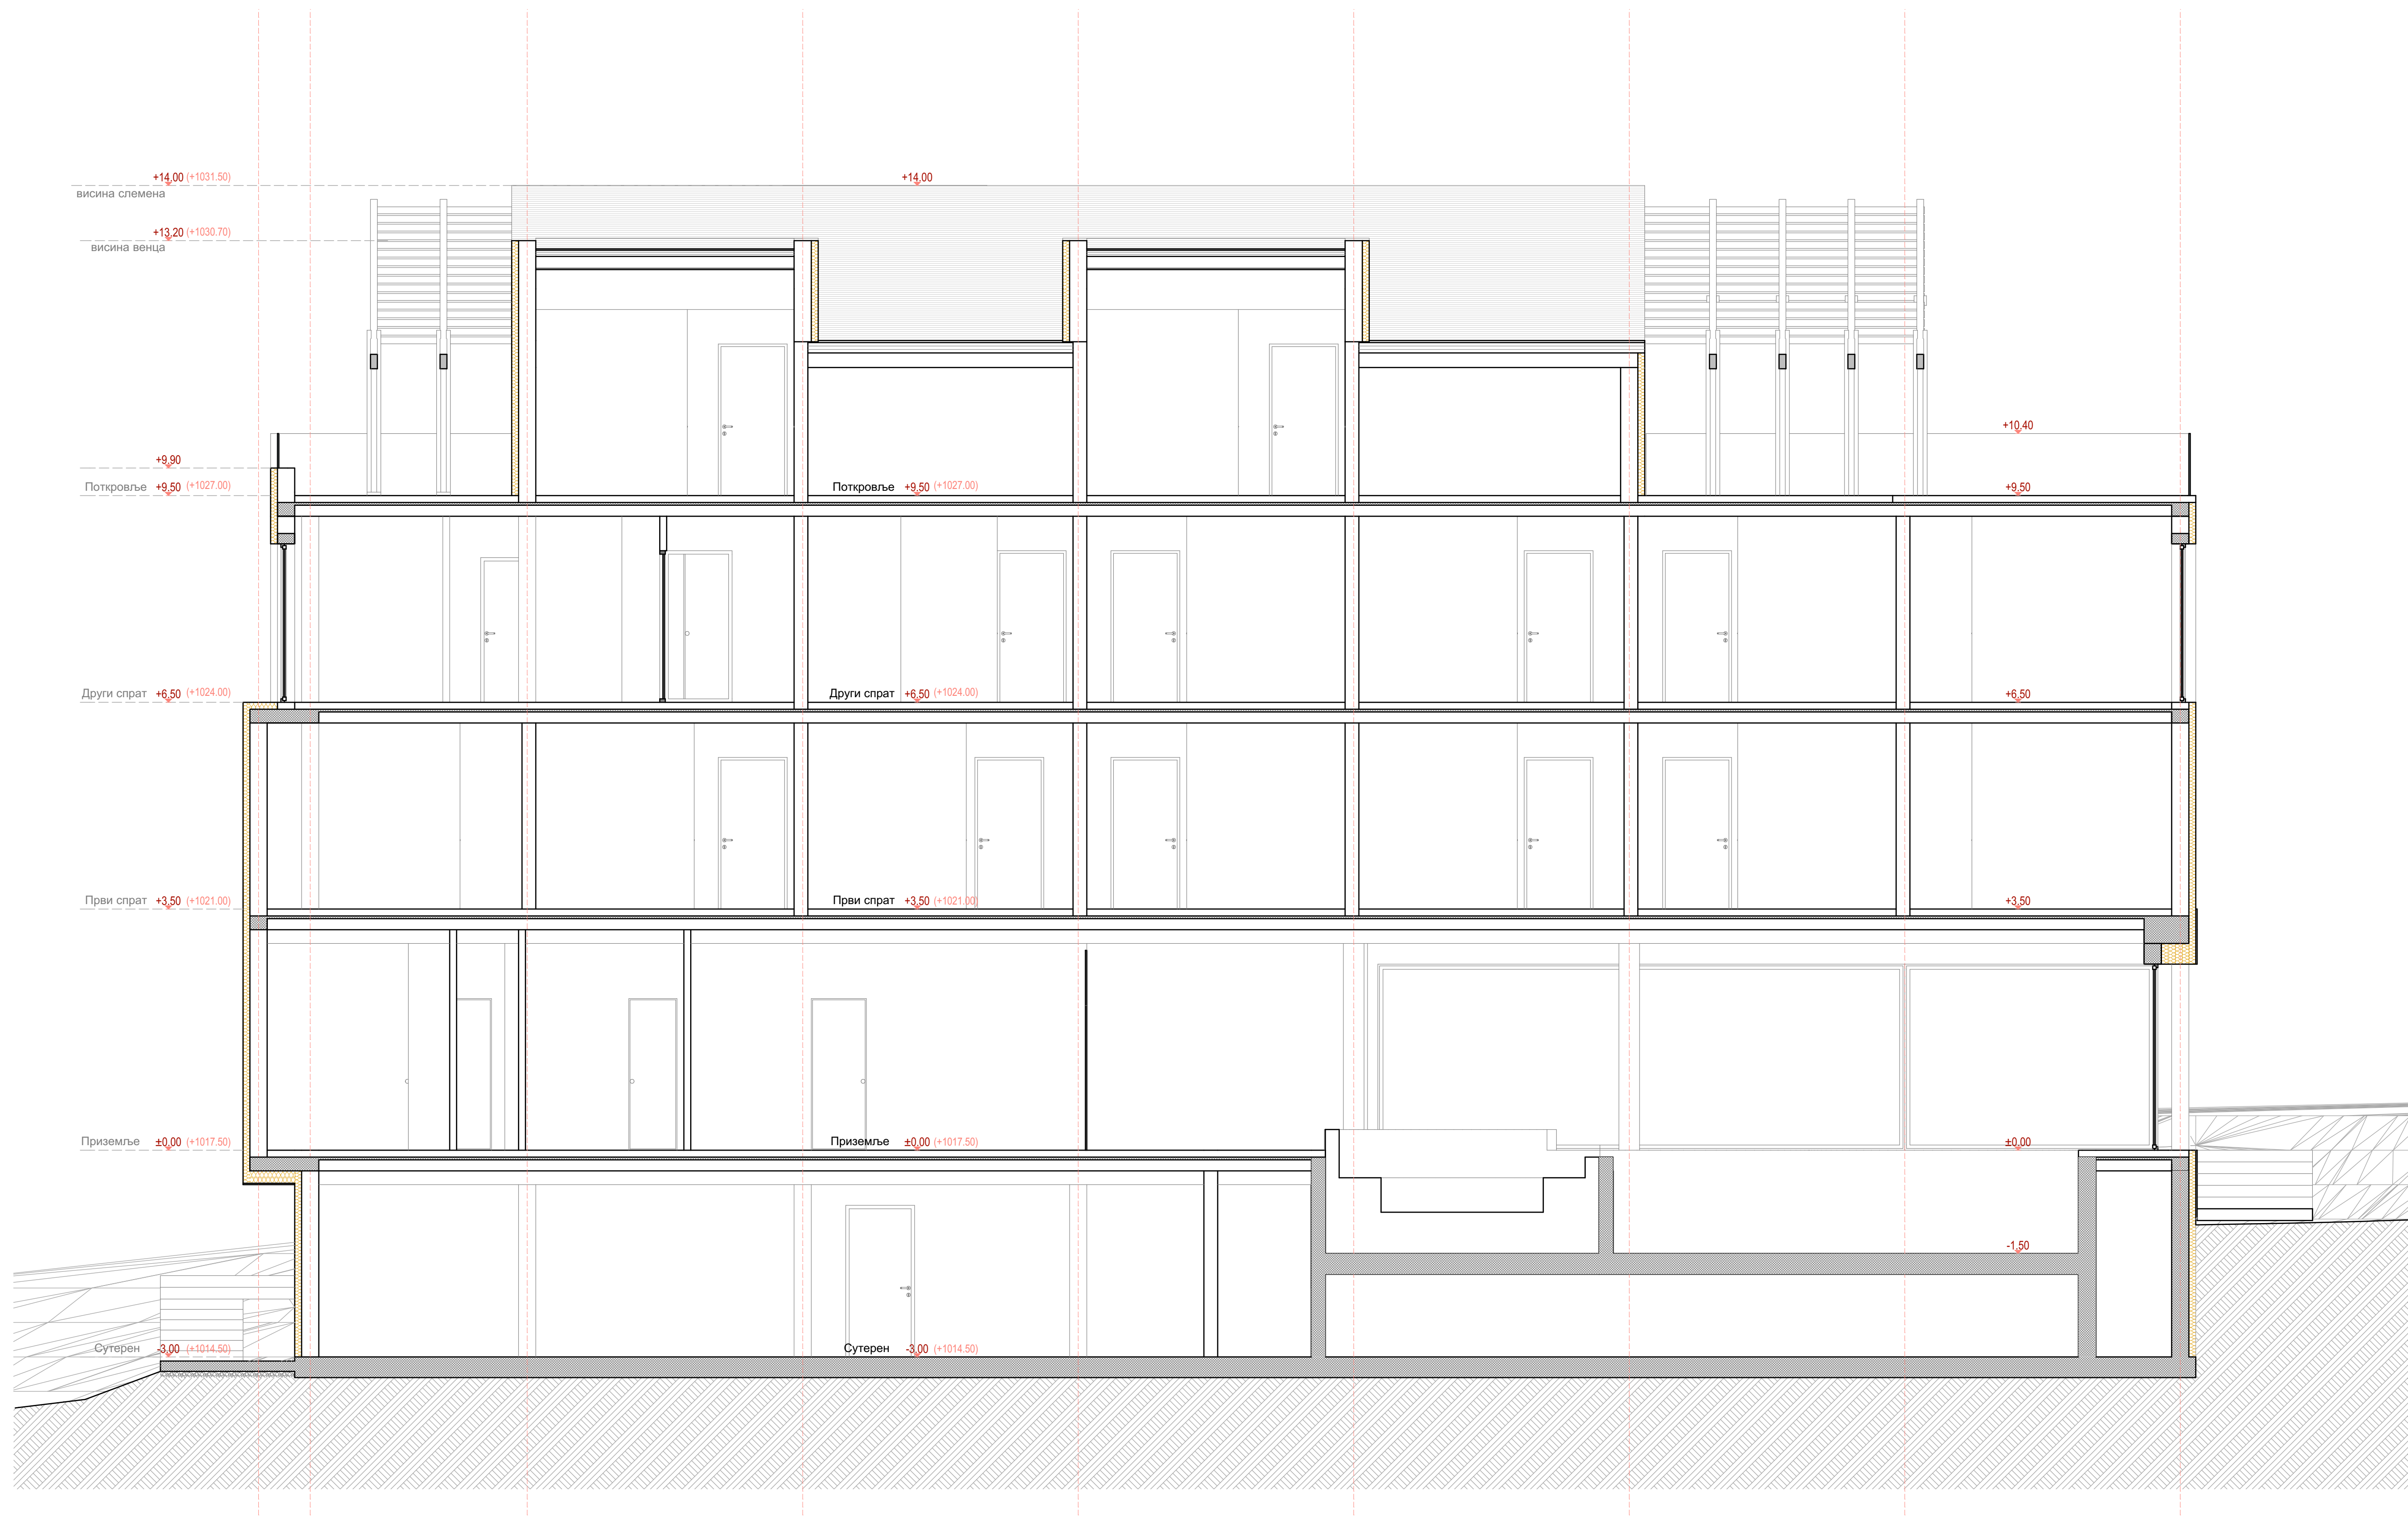 +14,00 (+1031.50) +14,00
висина слемена
+13,20 (+1030.70)
висина венца
+10,40
+9,90
Поткровље +9,50 (+1027.00) Поткровље +9,50 (+1027.00) +9,50
Други спрат +6,50 (+1024.00) Други спрат +6,50 (+1024.00) +6,50
Први спрат +3,50 (+1021.00) Први спрат +3,50 (+1021.00) +3,50
Приземље ±0,00 (+1017.50) Приземље ±0,00 (+1017.50) ±0,00
-1,50
Сутерен -3,00 (+1014.50) Сутерен -3,00 (+1014.50)